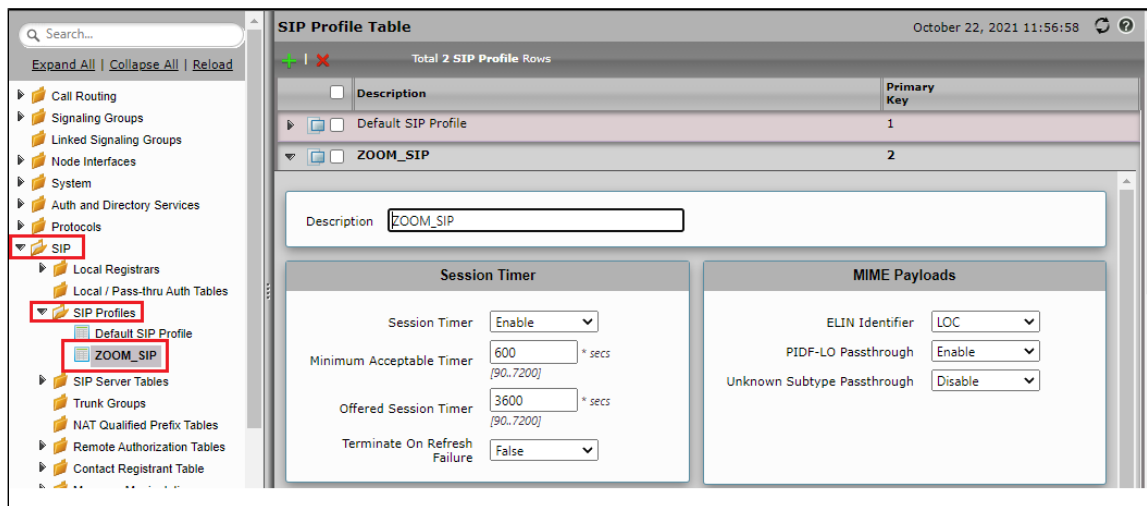 Search...
Expand All | Collapse All | Reload
Call Routing
Signaling Groups
Linked Signaling Groups
Node Interfaces
System
Auth and Directory Services
Protocols
SIP
Local Registrars
Local / Pass-thru Auth Tables
SIP Profiles
Default SIP Profile
ZOOM_SIP
SIP Server Tables
Trunk Groups
NAT Qualified Prefix Tables
Remote Authorization Tables
Contact Registrant Table
SIP Profile Table
October 22, 2021 11:56:58
Total 2 SIP Profile Rows
Description
Primary
Key
Default SIP Profile 1
ZOOM_SIP 2
Description ZOOM_SIP
Session Timer
Session Timer Enable
Minimum Acceptable Timer 600 * secs
[90..7200]
Offered Session Timer 3600 * secs
[90..7200]
Terminate On Refresh
Failure False
MIME Payloads
ELIN Identifier LOC
PIDF-LO Passthrough Enable
Unknown Subtype Passthrough Disable